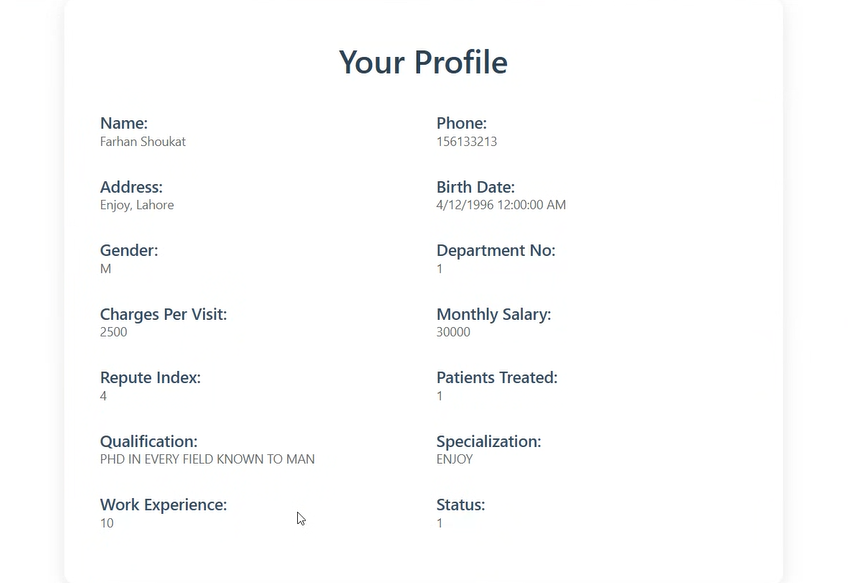 Your Profile
Name:
Farhan Shoukat
Phone:
156133213
Address:
Enjoy, Lahore
Birth Date:
4/12/1996 12:00:00 AM
Gender:
M
Department No:
1
Charges Per Visit:
2500
Monthly Salary:
30000
Repute Index:
4
Patients Treated:
1
Qualification:
PHD IN EVERY FIELD KNOWN TO MAN
Specialization:
ENJOY
Work Experience:
10
Status:
1